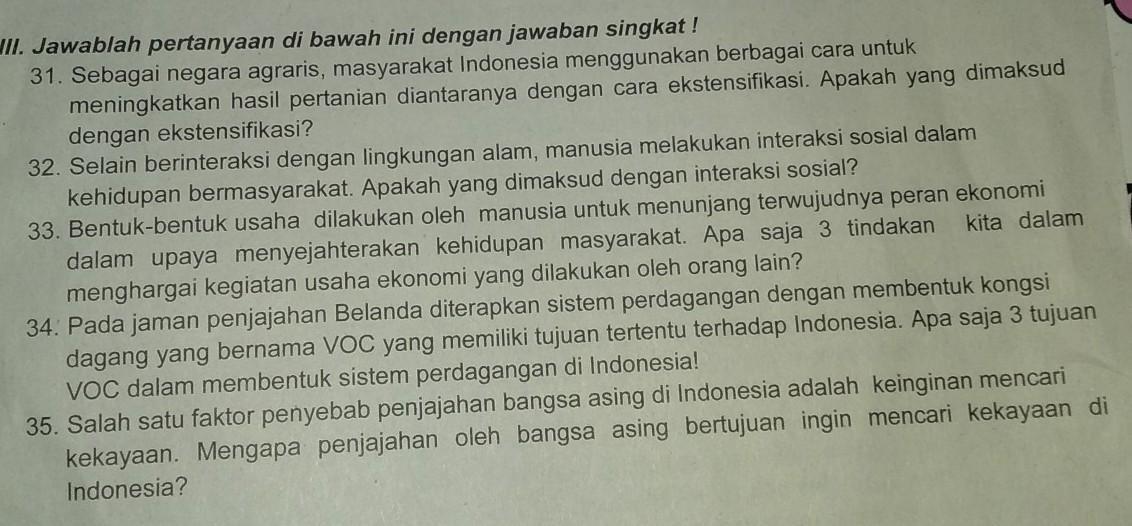 III. Jawablah pertanyaan di bawah ini dengan jawaban singkat !
31. Sebagai negara agraris, masyarakat Indonesia menggunakan berbagai cara untuk
meningkatkan hasil pertanian diantaranya dengan cara ekstensifikasi. Apakah yang dimaksud
dengan ekstensifikasi?
32. Selain berinteraksi dengan lingkungan alam, manusia melakukan interaksi sosial dalam
kehidupan bermasyarakat. Apakah yang dimaksud dengan interaksi sosial?
33. Bentuk-bentuk usaha dilakukan oleh manusia untuk menunjang terwujudnya peran ekonomi
dalam upaya menyejahterakan kehidupan masyarakat. Apa saja 3 tindakan kita dalam
menghargai kegiatan usaha ekonomi yang dilakukan oleh orang lain?
34. Pada jaman penjajahan Belanda diterapkan sistem perdagangan dengan membentuk kongsi
dagang yang bernama VOC yang memiliki tujuan tertentu terhadap Indonesia. Apa saja 3 tujuan
VOC dalam membentuk sistem perdagangan di Indonesia!
35. Salah satu faktor penyebab penjajahan bangsa asing di Indonesia adalah keinginan mencari
kekayaan. Mengapa penjajahan oleh bangsa asing bertujuan ingin mencari kekayaan di
Indonesia?